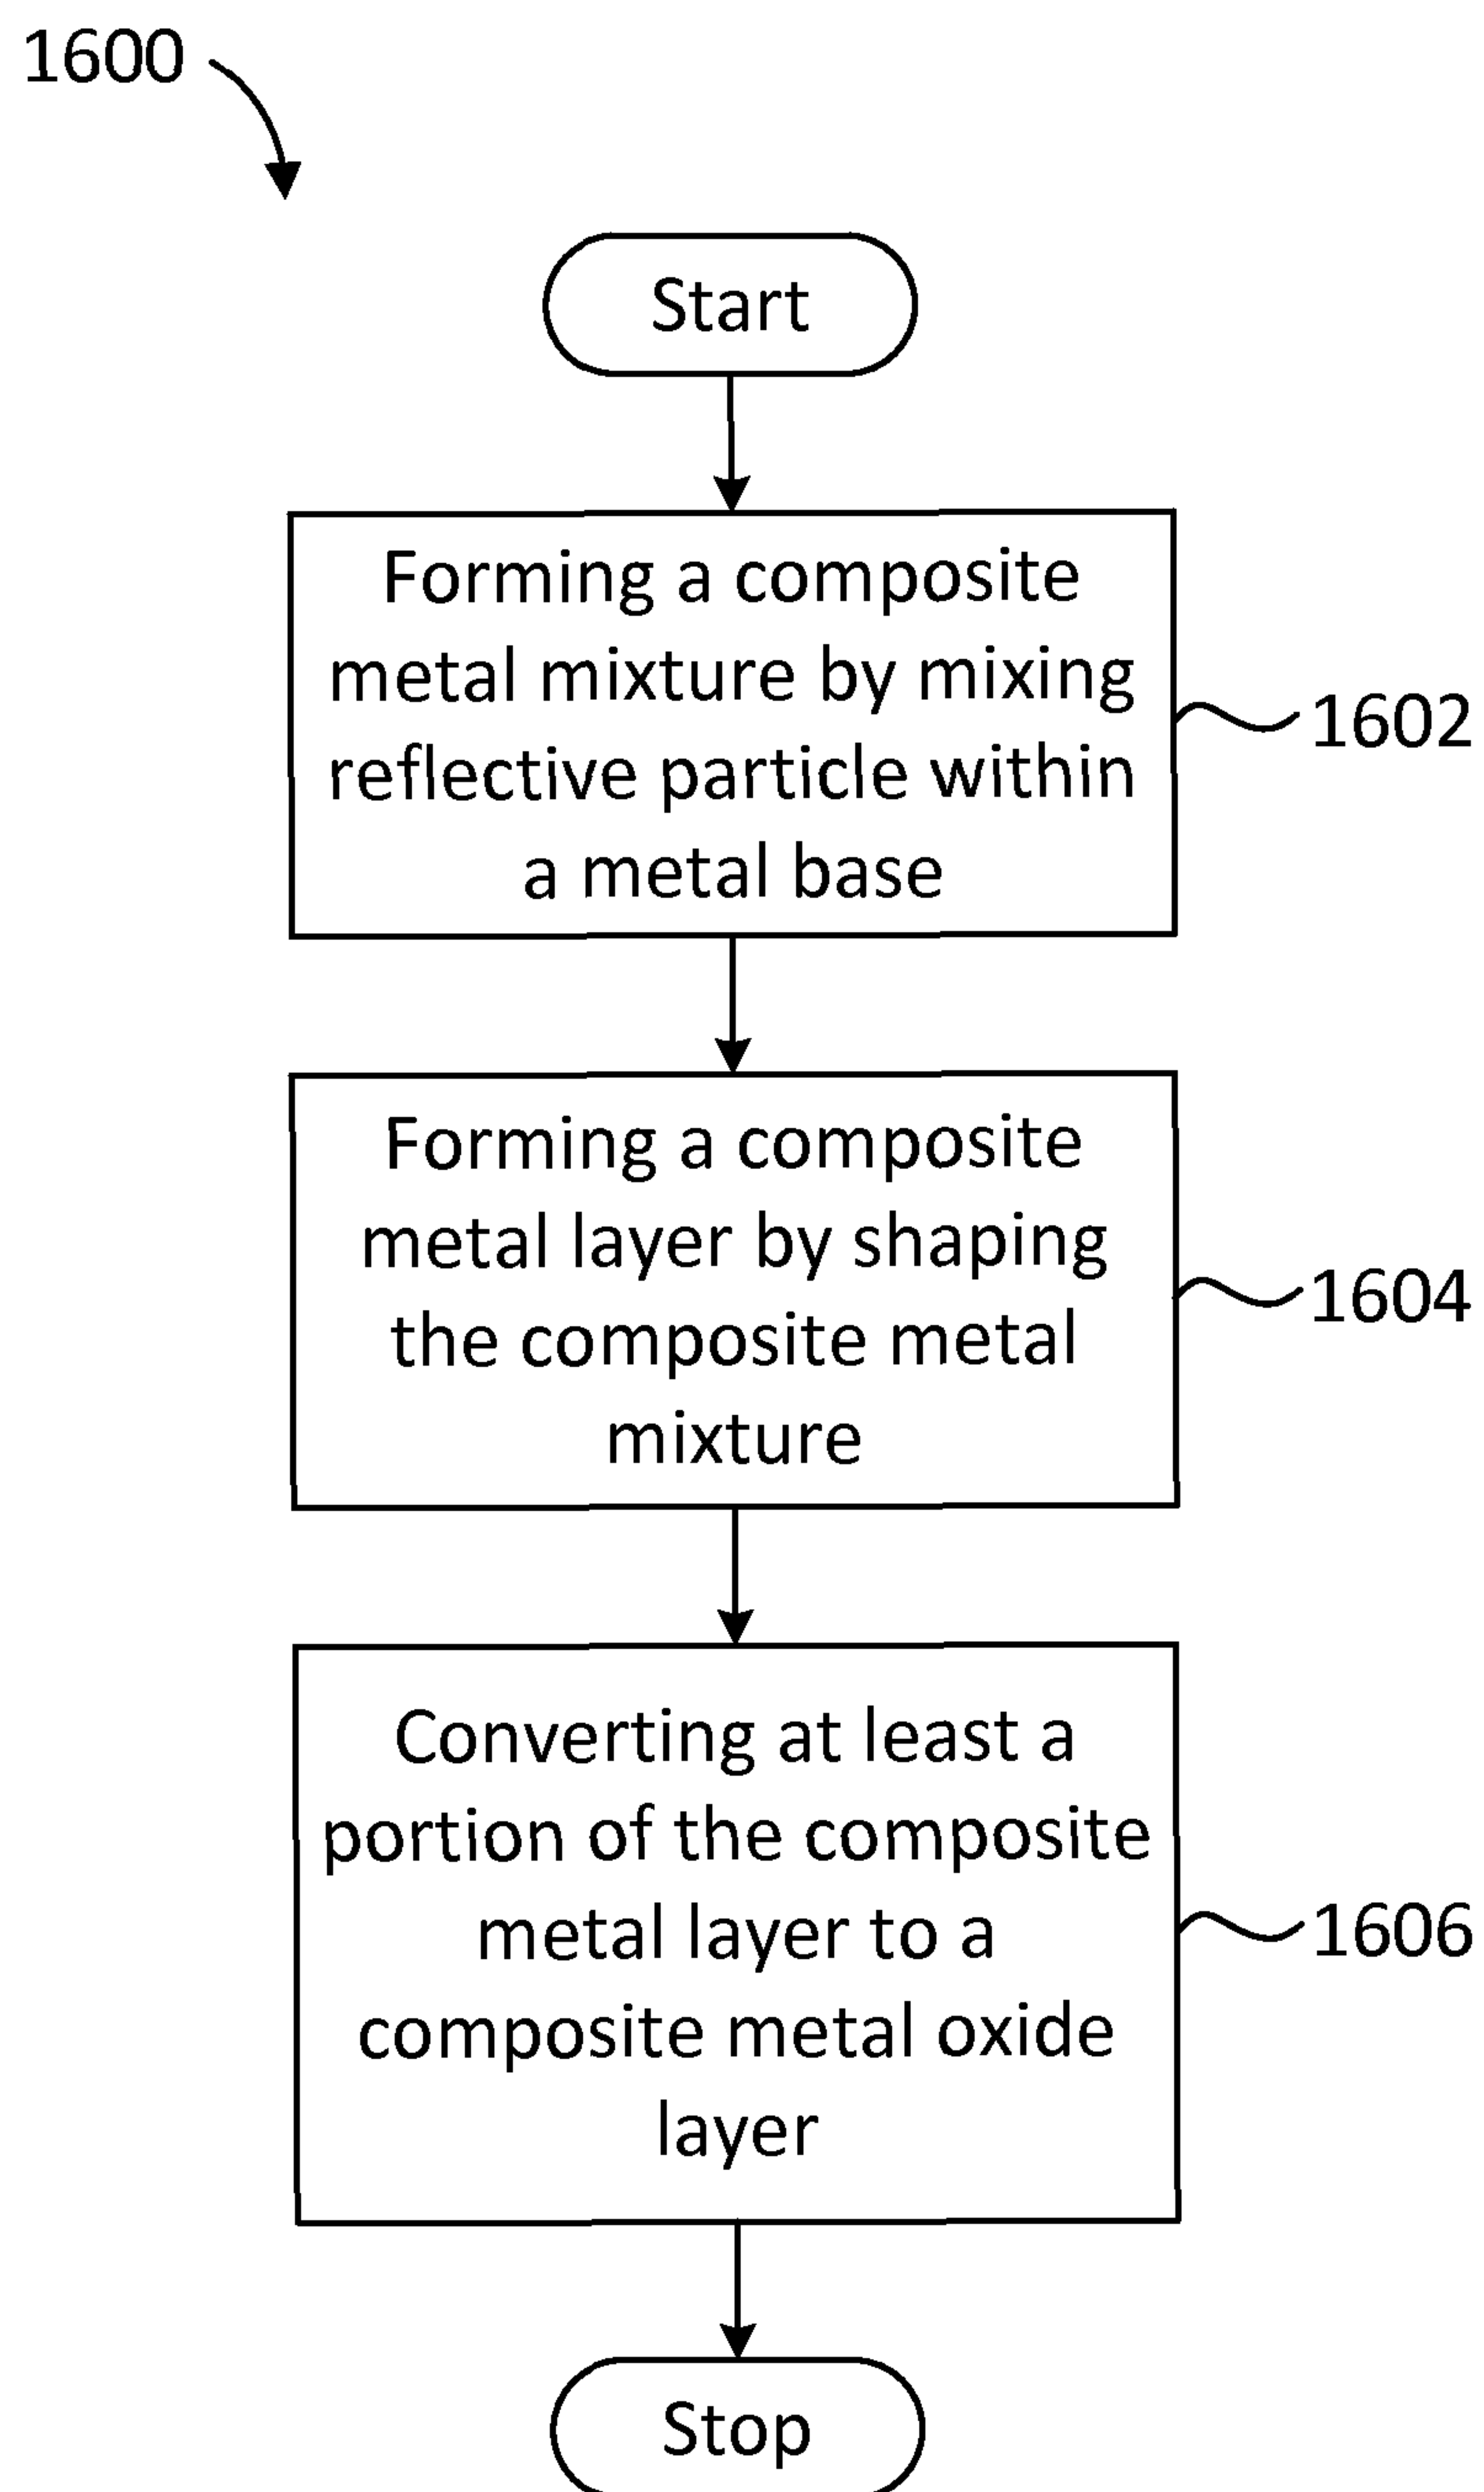 1600
Start
Forming a composite
metal mixture by mixing
reflective particle within
a metal base
1602
Forming a composite
metal layer by shaping
the composite metal
mixture
1604
Converting at least a
portion of the composite
metal layer to a
composite metal oxide
layer
1606
Stop